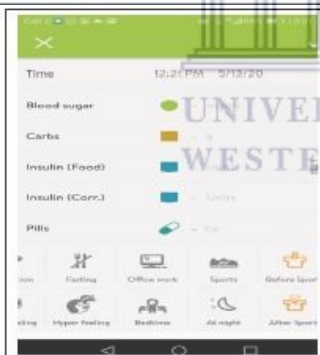 Time 12:21 PM 5/13/20
Blood sugar
UNIVE
Carbs
WESTE
Insulin (Food)
Insulin (Corr.) Units
Pills
Fasting Office work Sports Before Sport
Hyper feeling Bedtime At night After Sport